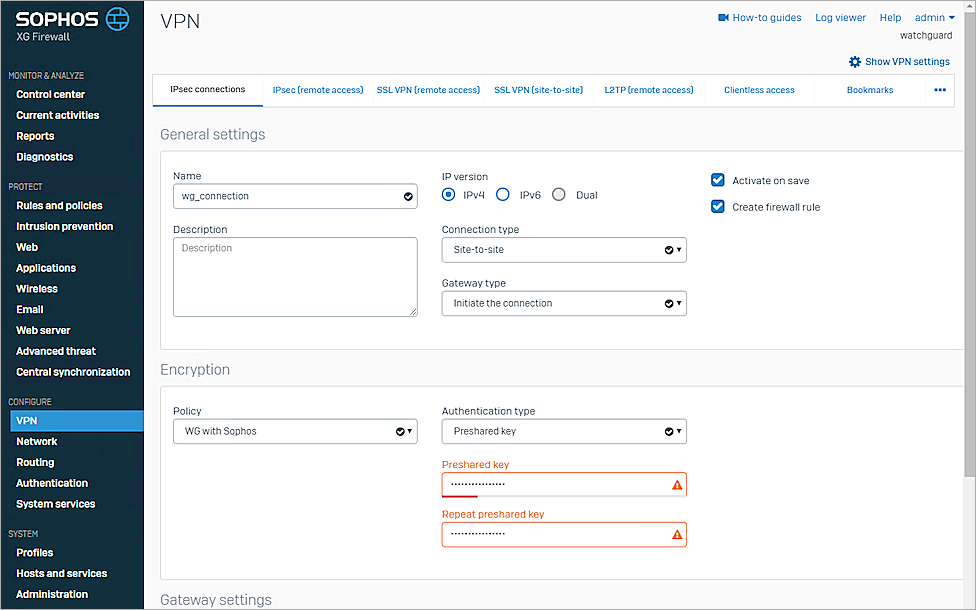 SOPHOS
XG Firewall
MONITOR & ANALYZE
Control center
Current activities
Reports
Diagnostics
PROTECT
Rules and policies
Intrusion prevention
Web
Applications
Wireless
Email
Web server
Advanced threat
Central synchronization
CONFIGURE
VPN
Network
Routing
Authentication
System services
SYSTEM
Profiles
Hosts and services
Administration
VPN
How-to guides Log viewer Help admin
watchguard
Show VPN settings
IPsec connections IPsec (remote access) SSL VPN (remote access) SSL VPN (site-to-site) L2TP (remote access) Clientless access Bookmarks •••
General settings
Name
wg_connection
Description
Description
IP version
IPv4 IPv6 Dual
Connection type
Site-to-site
Gateway type
Initiate the connection
Activate on save
Create firewall rule
Encryption
Policy
WG with Sophos
Authentication type
Preshared key
Preshared key
••••••••••••••••
Repeat preshared key
••••••••••••••••
Gateway settings